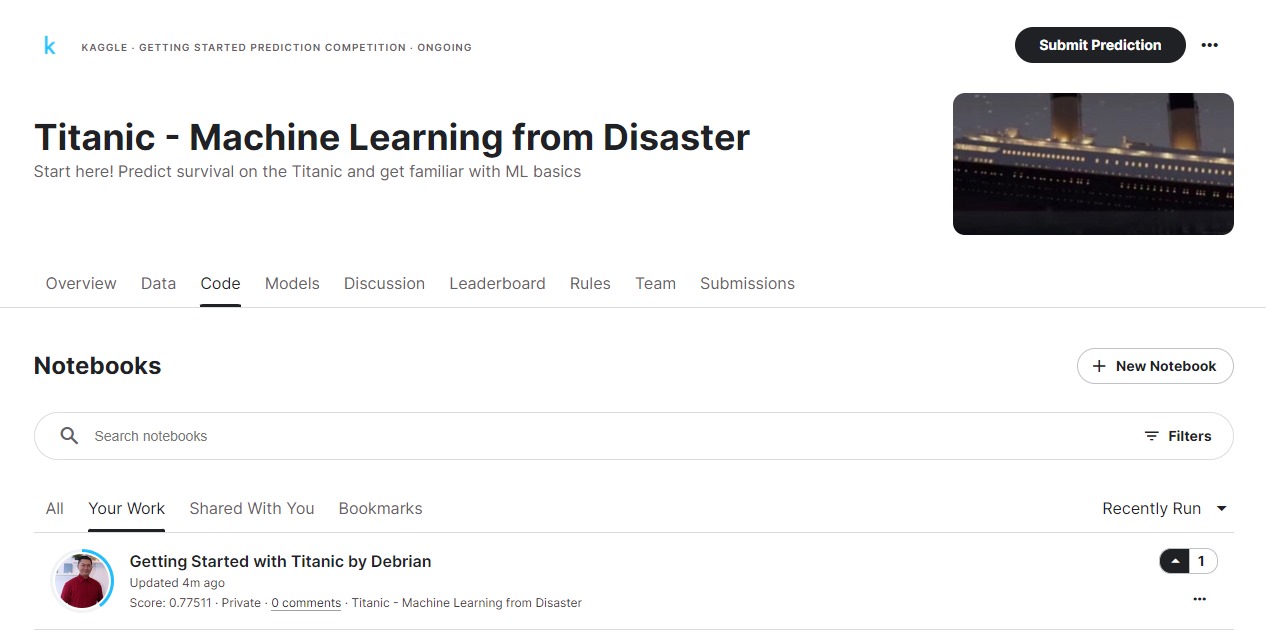 k
KAGGLE · GETTING STARTED PREDICTION COMPETITION · ONGOING
Submit Prediction
Titanic - Machine Learning from Disaster
Start here! Predict survival on the Titanic and get familiar with ML basics
Overview Data Code Models Discussion Leaderboard Rules Team Submissions
Notebooks
New Notebook
Search notebooks
Filters
All Your Work Shared With You Bookmarks
Recently Run
Getting Started with Titanic by Debrian
1
Updated 4m ago
Score: 0.77511 · Private · 0 comments · Titanic - Machine Learning from Disaster